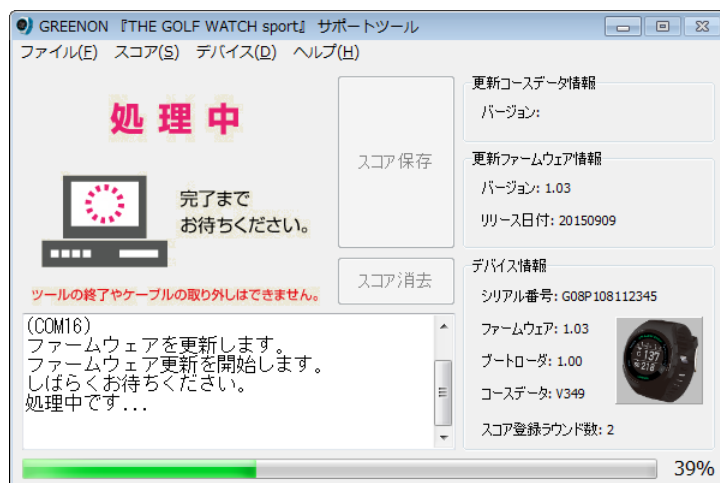 GREENON 『THE GOLF WATCH sport』 サポートツール
ファイル(F) スコア(S) デバイス(D) ヘルプ(H)
処理中
完了まで
お待ちください。
ツールの終了やケーブルの取り外しはできません。
スコア保存
スコア消去
(COM16)
ファームウェアを更新します。
ファームウェア更新を開始します。
しばらくお待ちください。
処理中です...
更新コースデータ情報
バージョン:
更新ファームウェア情報
バージョン: 1.03
リリース日付: 20150909
デバイス情報
シリアル番号: G08P108112345
ファームウェア: 1.03
ブートローダ: 1.00
コースデータ: V349
スコア登録ラウンド数: 2
39%